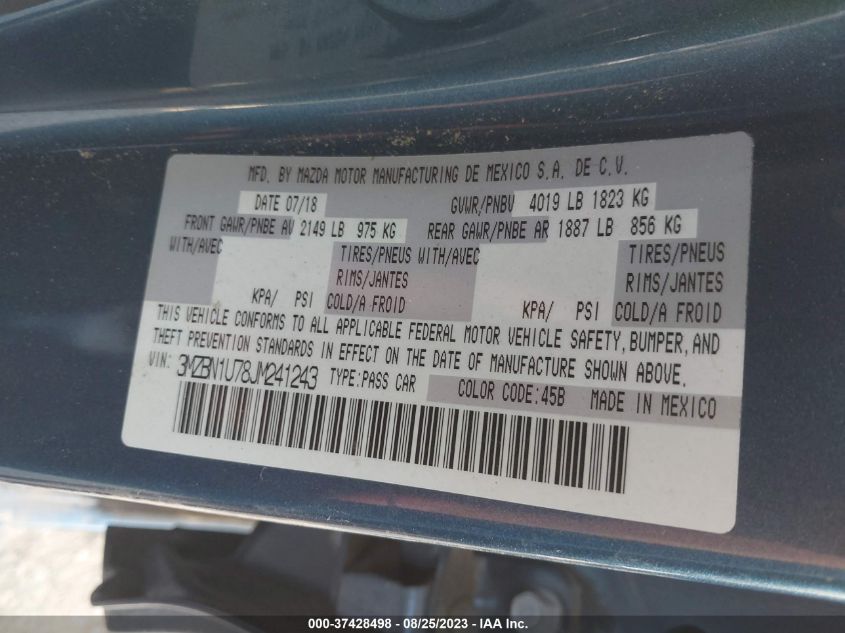 MFD. BY MAZDA MOTOR MANUFACTURING DE MEXICO S.A. DE C.V.
DATE 07/18 GVWR/PNBV 4019 LB 1823 KG
FRONT GAWR/PNBE AV 2149 LB 975 KG REAR GAWR/PNBE AR 1887 LB 856 KG
WITH/AVEC TIRES/PNEUS WITH/AVEC TIRES/PNEUS
RIMS/JANTES RIMS/JANTES
KPA/ PSI COLD/A FROID KPA/ PSI COLD/A FROID
THIS VEHICLE CONFORMS TO ALL APPLICABLE FEDERAL MOTOR VEHICLE SAFETY, BUMPER, AND
THEFT PREVENTION STANDARDS IN EFFECT ON THE DATE OF MANUFACTURE SHOWN ABOVE.
VIN: 3MZBN1U78JM241243 TYPE:PASS CAR COLOR CODE:45B MADE IN MEXICO
000-37428498 - 08/25/2023 - IAA Inc.